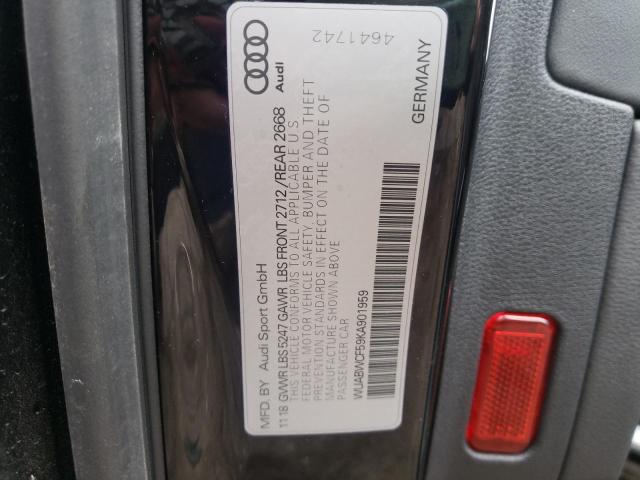 MFD. BY Audi Sport GmbH
11 18 GVWR LBS 5247 GAWR LBS FRONT 2712 / REAR 2668
THIS VEHICLE CONFORMS TO ALL APPLICABLE U S
FEDERAL MOTOR VEHICLE SAFETY, BUMPER AND THEFT
PREVENTION STANDARDS IN EFFECT ON THE DATE OF
MANUFACTURE SHOWN ABOVE
PASSENGER CAR
WUABWCF59KA901959
Audi
4641742
GERMANY